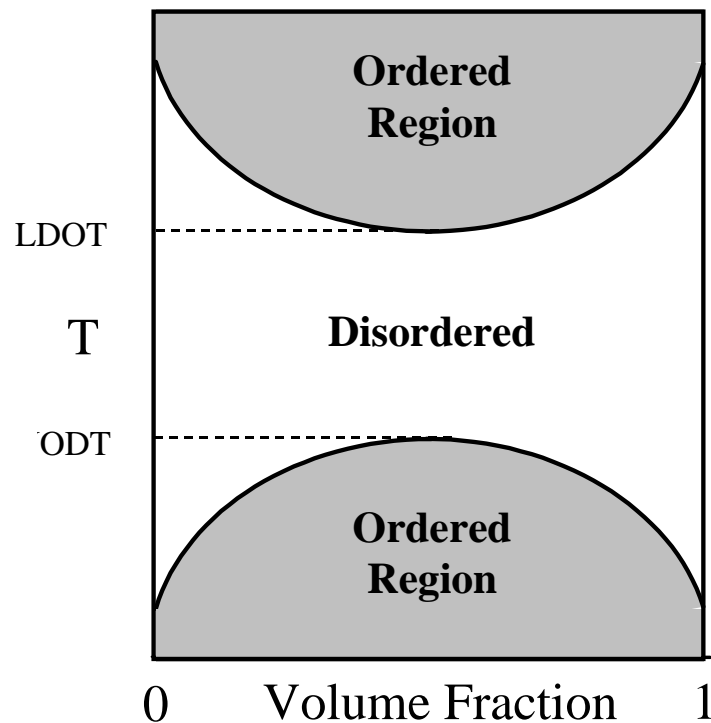 Ordered
Region
LDOT
T
Disordered
ODT
Ordered
Region
0 Volume Fraction 1